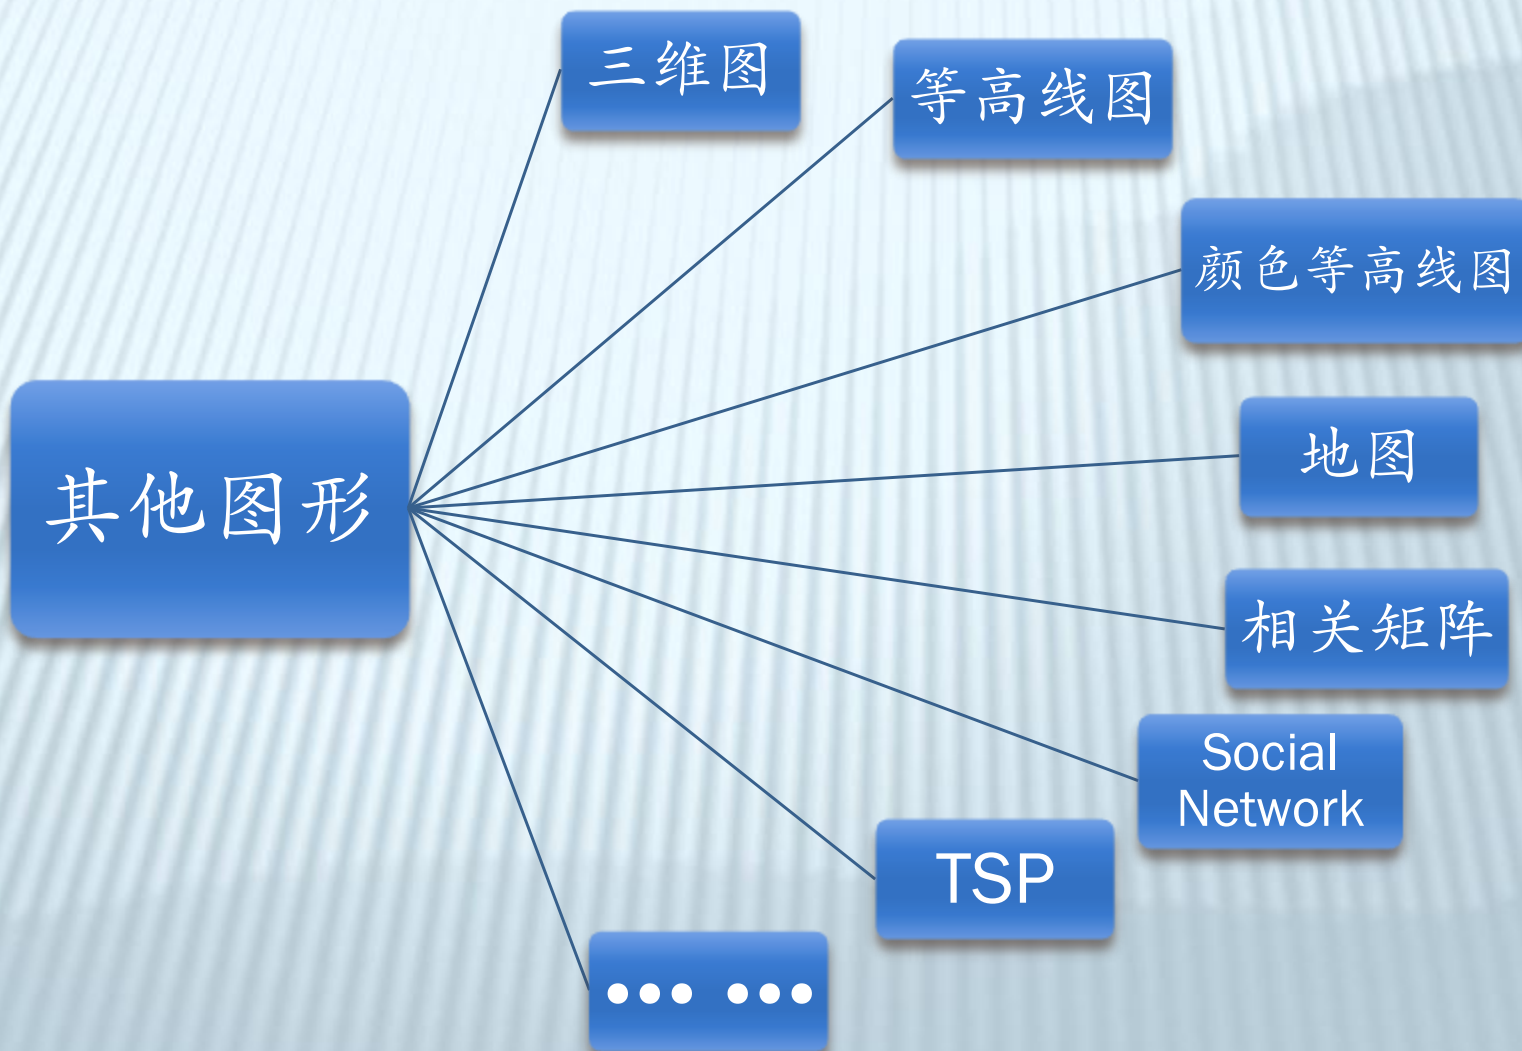 三维图
等高线图
颜色等高线图
其他图形
地图
相关矩阵
Social
Network
TSP
••• •••